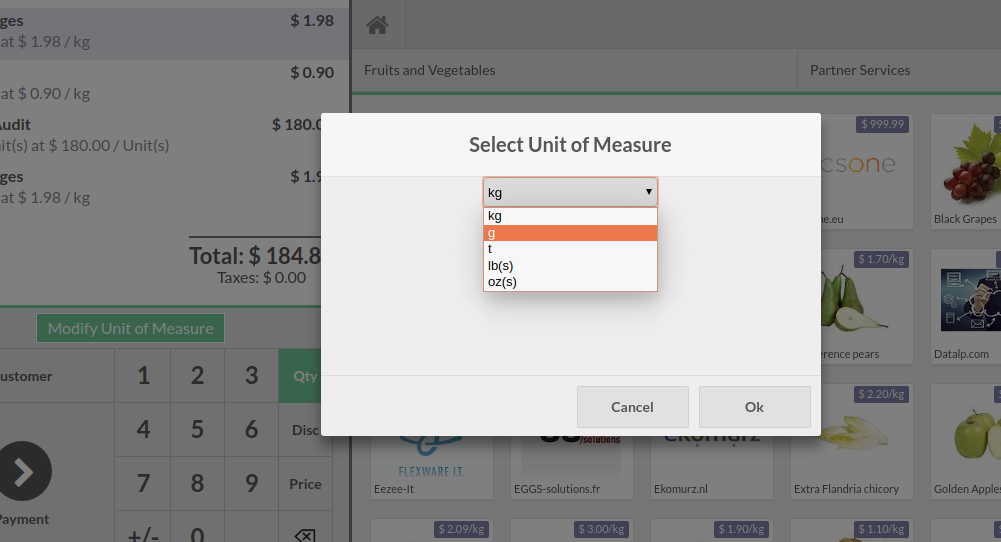 ges $ 1.98
at $ 1.98 / kg
$ 0.90
at $ 0.90 / kg
udit $ 180.0
it(s) at $ 180.00 / Unit(s)
ges $ 1.9
at $ 1.98 / kg
Total: $ 184.8
Taxes: $ 0.00
Modify Unit of Measure
ustomer 1 2 3 Qty
4 5 6 Disc
7 8 9 Price
Payment
+/- 0
Fruits and Vegetables
Partner Services
Select Unit of Measure
kg
kg
g
t
lb(s)
oz(s)
Cancel
Ok
$ 999.99
csone
ne.eu
Black Grapes
$ 1.70/kg
erence pears
Datalp.com
FLEXWARE I.T.
Eezee-It
/solutions
EGGS-solutions.fr
Ekomurz.nl
$ 2.20/kg
Extra Flandria chicory
Golden Apples
$ 2.09/kg
$ 3.00/kg
$ 1.90/kg
$ 1.10/kg